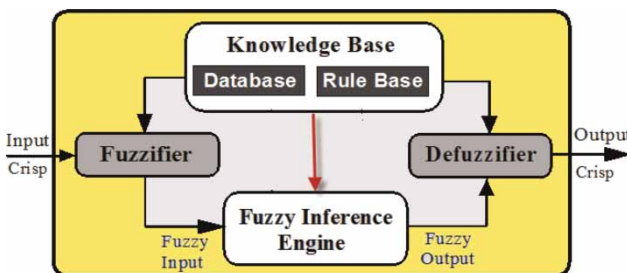 Knowledge Base
Database
Rule Base
Input
Crisp
Fuzzifier
Defuzzifier
Output
Crisp
Fuzzy Inference
Engine
Fuzzy
Input
Fuzzy
Output